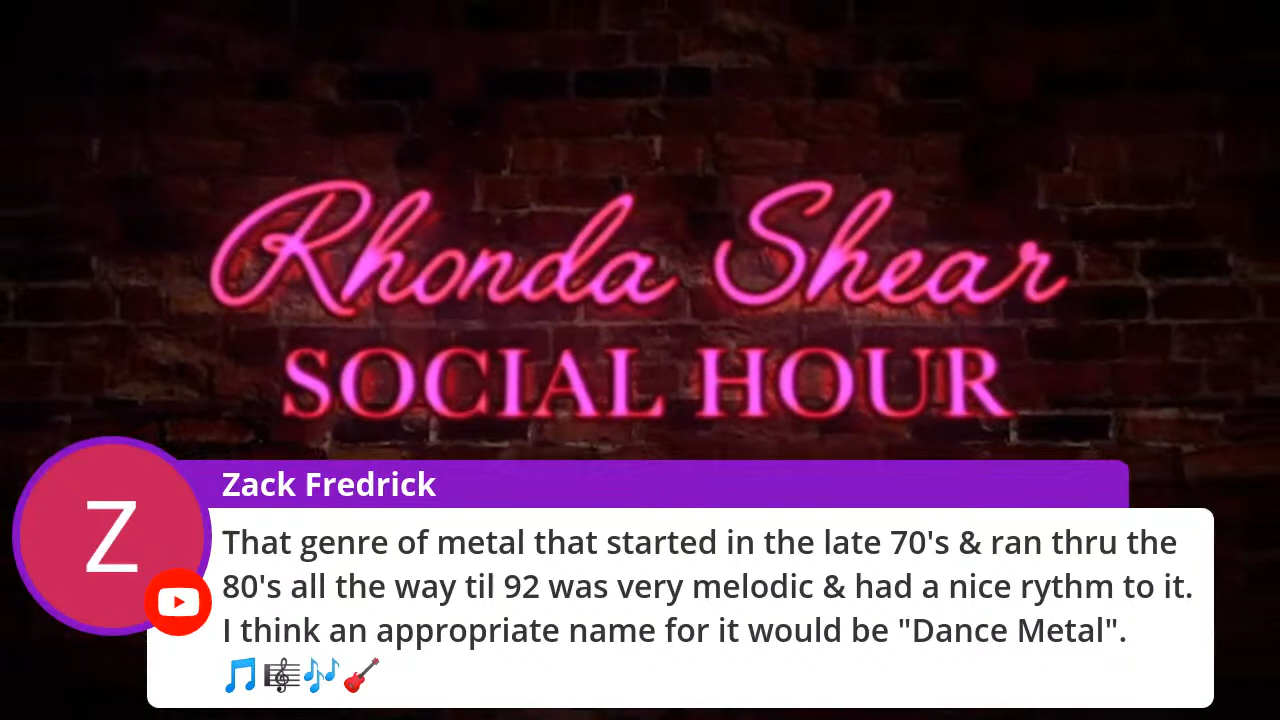 Rhonda Shear
SOCIAL HOUR
Z
Zack Fredrick
That genre of metal that started in the late 70's & ran thru the
80's all the way til 92 was very melodic & had a nice rythm to it.
I think an appropriate name for it would be "Dance Metal".
🎵🎼🎶🎸